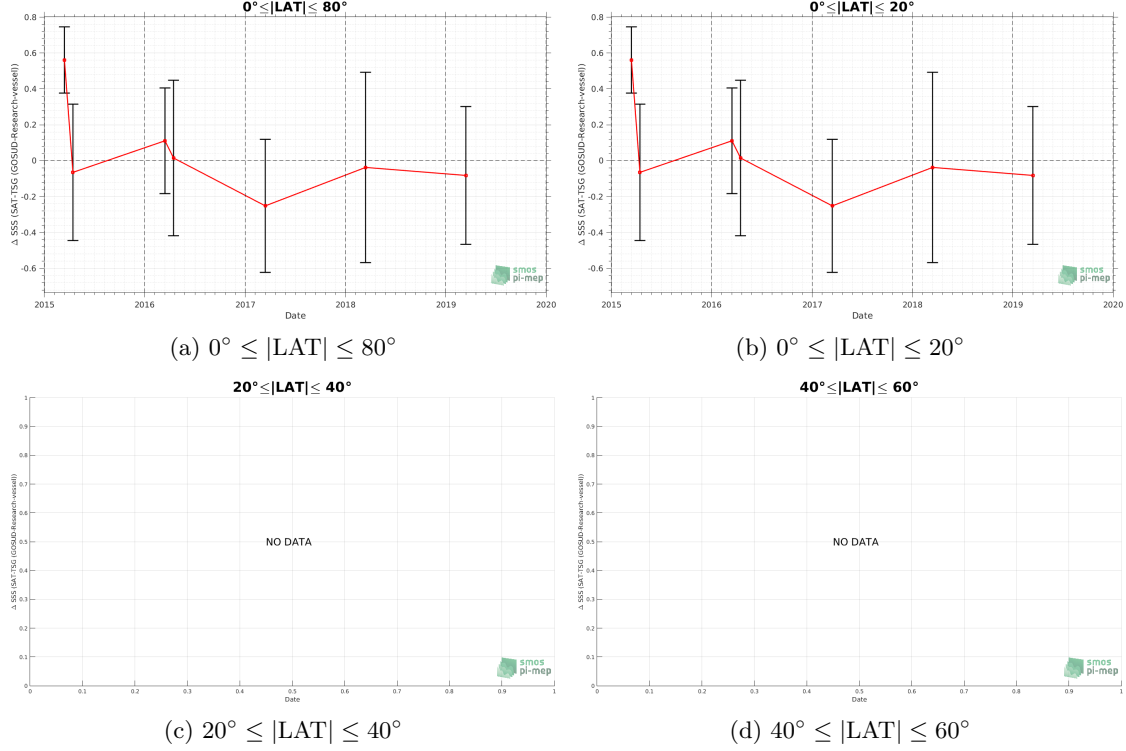 0°≤|LAT|≤ 80°
0.8
0.6
0.4
0.2
0
-0.2
-0.4
-0.6
Δ SSS (SAT-TSG (GOSUD-Research-vessel))
smos
pi-mep
2015 2016 2017 2018 2019 2020
Date
(a) 0° ≤ |LAT| ≤ 80°
0°≤|LAT|≤ 20°
0.8
0.6
0.4
0.2
0
-0.2
-0.4
-0.6
Δ SSS (SAT-TSG (GOSUD-Research-vessel))
smos
pi-mep
2015 2016 2017 2018 2019 2020
Date
(b) 0° ≤ |LAT| ≤ 20°
20°≤|LAT|≤ 40°
1
0.9
0.8
0.7
0.6
0.5
0.4
0.3
0.2
0.1
0
Δ SSS (SAT-TSG (GOSUD-Research-vessel))
NO DATA
smos
pi-mep
0 0.1 0.2 0.3 0.4 0.5 0.6 0.7 0.8 0.9 1
Date
(c) 20° ≤ |LAT| ≤ 40°
40°≤|LAT|≤ 60°
1
0.9
0.8
0.7
0.6
0.5
0.4
0.3
0.2
0.1
0
Δ SSS (SAT-TSG (GOSUD-Research-vessel))
NO DATA
smos
pi-mep
0 0.1 0.2 0.3 0.4 0.5 0.6 0.7 0.8 0.9 1
Date
(d) 40° ≤ |LAT| ≤ 60°